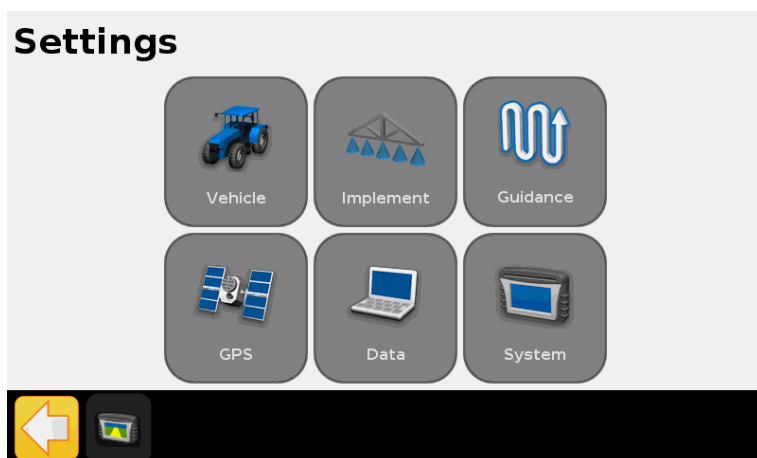 Settings
Vehicle
Implement
Guidance
GPS
Data
System